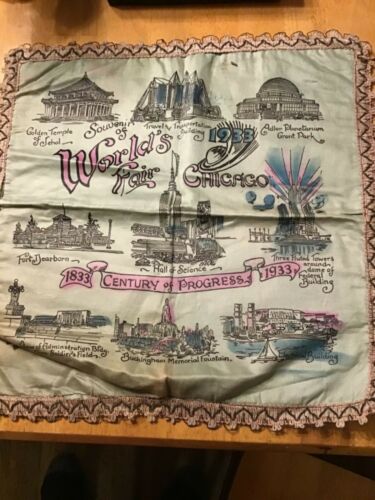 Golden Temple
of Jehol
Souvenir
of
Travel & Transportation
Building
1933
Adler Planetarium
Grant Park
World's
Fair
CHICAGO
Fort Dearborn
Hall of Science
Three Fluted Towers
around
dome of
Federal
Building
1833 CENTURY OF PROGRESS 1933
of Administration Bldg.
Soldier's Field
Buckingham Memorial Fountain
Building